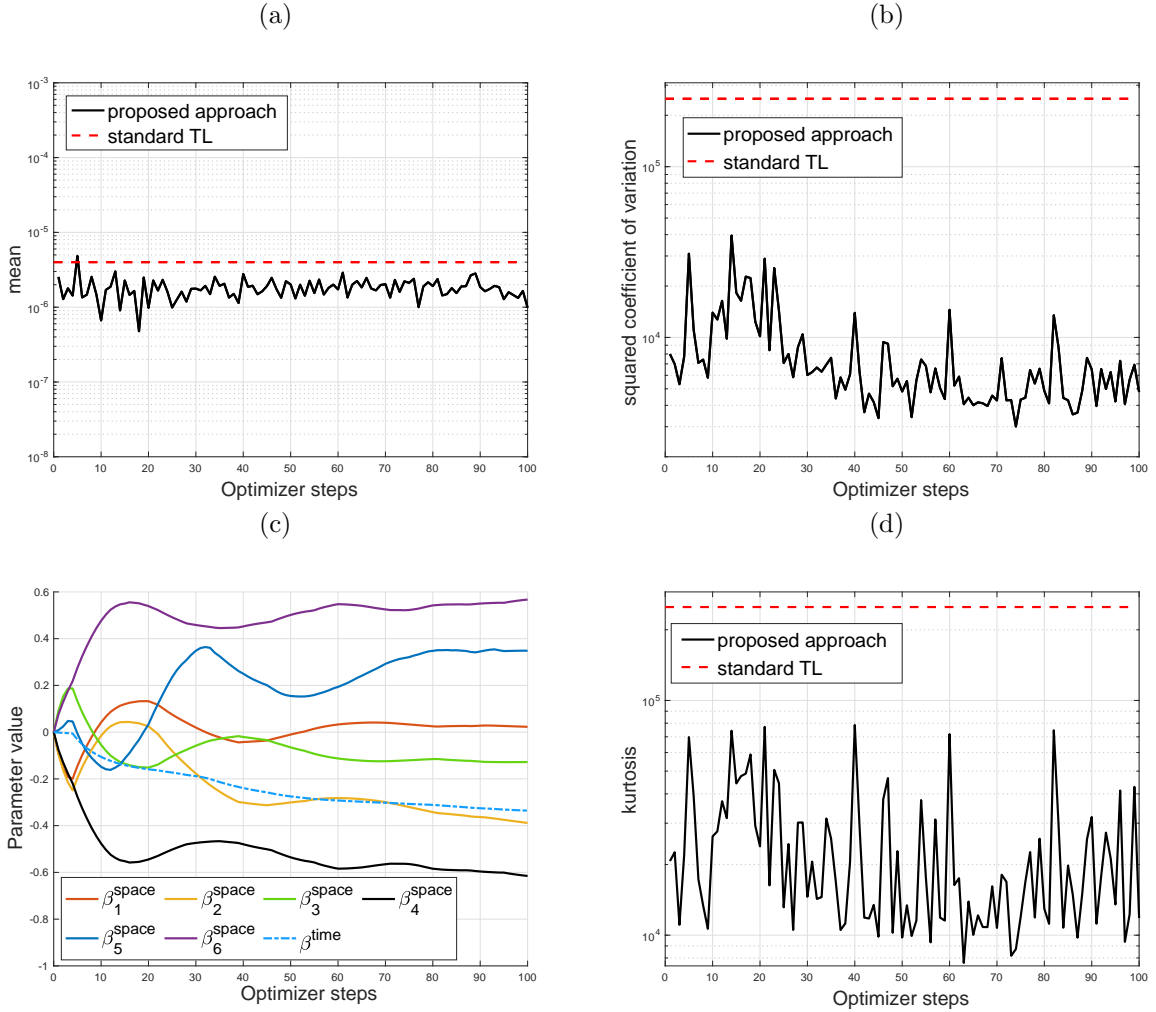 (a)
10^-3
10^-4
10^-5
10^-6
10^-7
10^-8
mean
proposed approach
standard TL
0 10 20 30 40 50 60 70 80 90 100
Optimizer steps
(b)
10^5
10^4
squared coefficient of variation
proposed approach
standard TL
0 10 20 30 40 50 60 70 80 90 100
Optimizer steps
(c)
0.6
0.4
0.2
0
-0.2
-0.4
-0.6
-0.8
-1
Parameter value
β_1^space β_2^space β_3^space β_4^space
β_5^space β_6^space β^time
0 10 20 30 40 50 60 70 80 90 100
Optimizer steps
(d)
10^5
10^4
kurtosis
proposed approach
standard TL
0 10 20 30 40 50 60 70 80 90 100
Optimizer steps